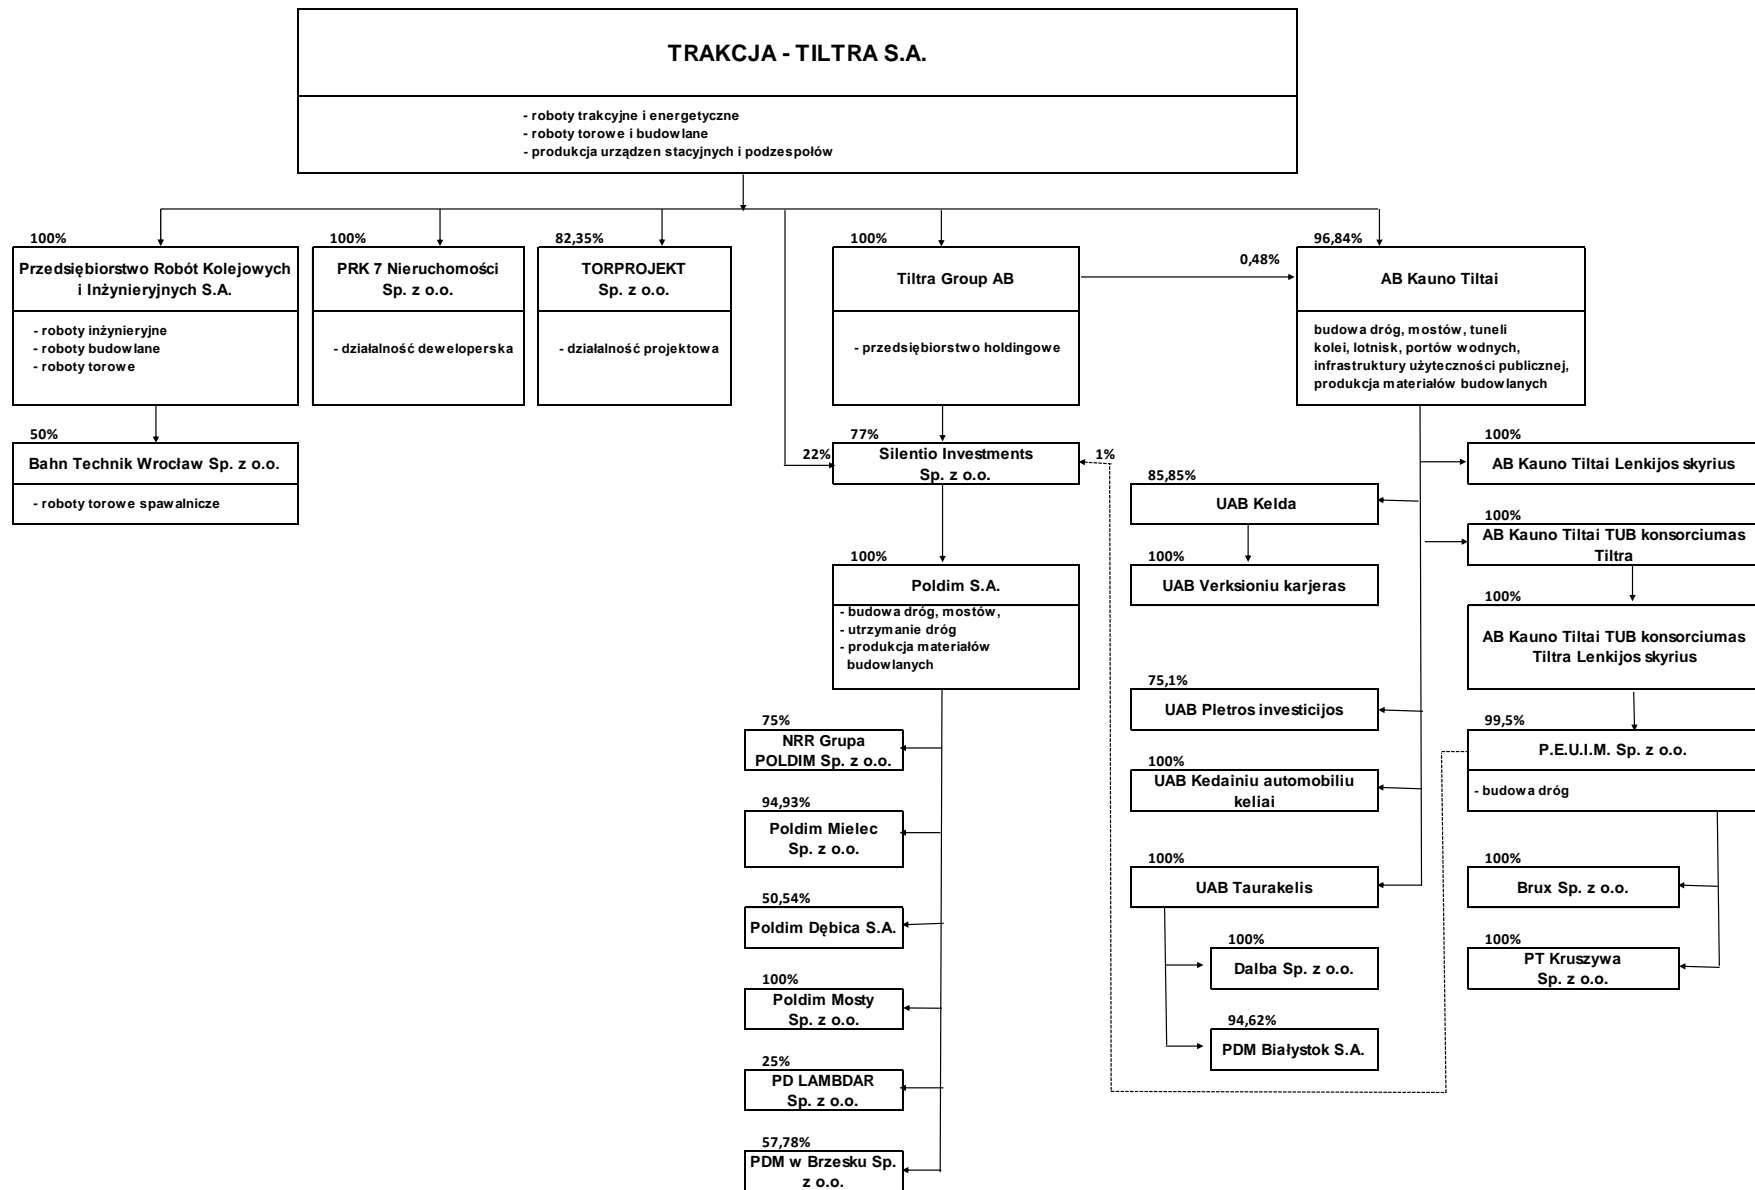 TRAKCJA - TILTRA S.A.
- roboty trakcyjne i energetyczne
- roboty torowe i budowlane
- produkcja urządzen stacyjnych i podzespołów
100%
Przedsiębiorstwo Robót Kolejowych
i Inżynieryjnych S.A.
- roboty inżynieryjne
- roboty budowlane
- roboty torowe
100%
PRK 7 Nieruchomości
Sp. z o.o.
- działalność deweloperska
82,35%
TORPROJEKT
Sp. z o.o.
- działalność projektowa
100%
Tiltra Group AB
- przedsiębiorstwo holdingowe
0,48%
96,84%
AB Kauno Tiltai
budowa dróg, mostów, tuneli
kolei, lotnisk, portów wodnych,
infrastruktury użyteczności publicznej,
produkcja materiałów budowlanych
50%
Bahn Technik Wrocław Sp. z o.o.
- roboty torowe spawalnicze
77%
22%
Silentio Investments
Sp. z o.o.
1%
100%
Poldim S.A.
- budowa dróg, mostów,
- utrzymanie dróg
- produkcja materiałów
budowlanych
75%
NRR Grupa
POLDIM Sp. z o.o.
94,93%
Poldim Mielec
Sp. z o.o.
50,54%
Poldim Dębica S.A.
100%
Poldim Mosty
Sp. z o.o.
25%
PD LAMBDAR
Sp. z o.o.
57,78%
PDM w Brzesku Sp.
z o.o.
85,85%
UAB Kelda
100%
UAB Verksioniu karjeras
75,1%
UAB Pletros investicijos
100%
UAB Kedainiu automobiliu
keliai
100%
UAB Taurakelis
100%
Dalba Sp. z o.o.
94,62%
PDM Białystok S.A.
100%
AB Kauno Tiltai Lenkijos skyrius
100%
AB Kauno Tiltai TUB konsorciumas
Tiltra
100%
AB Kauno Tiltai TUB konsorciumas
Tiltra Lenkijos skyrius
99,5%
P.E.U.I.M. Sp. z o.o.
- budowa dróg
100%
Brux Sp. z o.o.
100%
PT Kruszywa
Sp. z o.o.